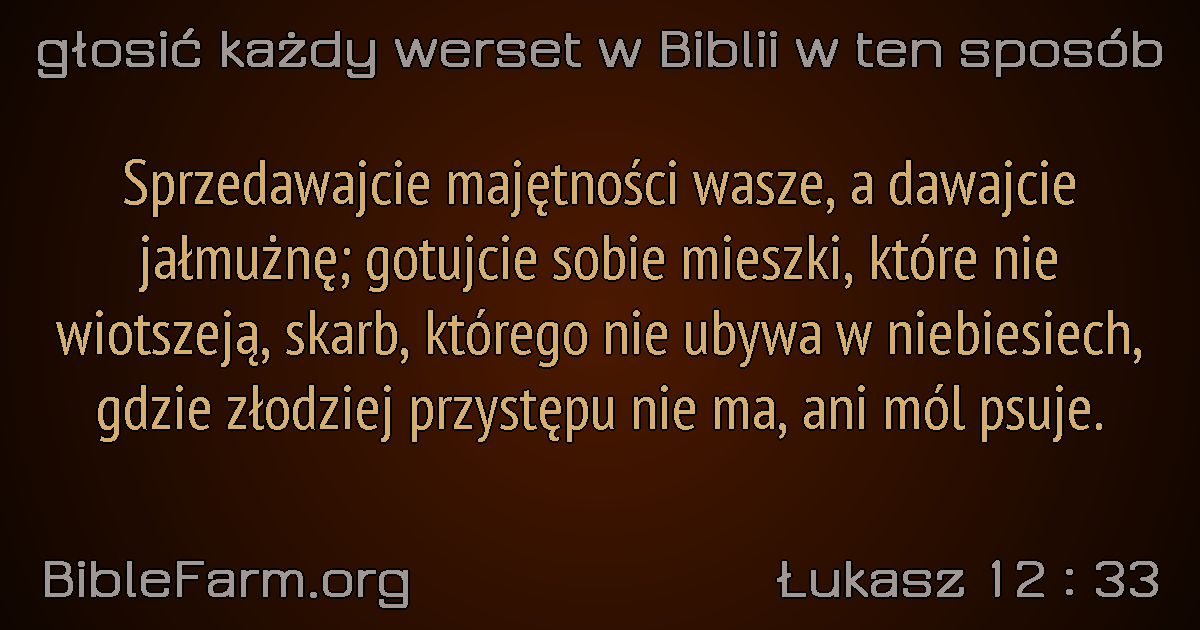 głosić każdy werset w Biblii w ten sposób
Sprzedawajcie majętności wasze, a dawajcie
jałmużnę; gotujcie sobie mieszki, które nie
wiotszeją, skarb, którego nie ubywa w niebiesiech,
gdzie złodziej przystępu nie ma, ani mól psuje.
BibleFarm.org
Łukasz 12 : 33